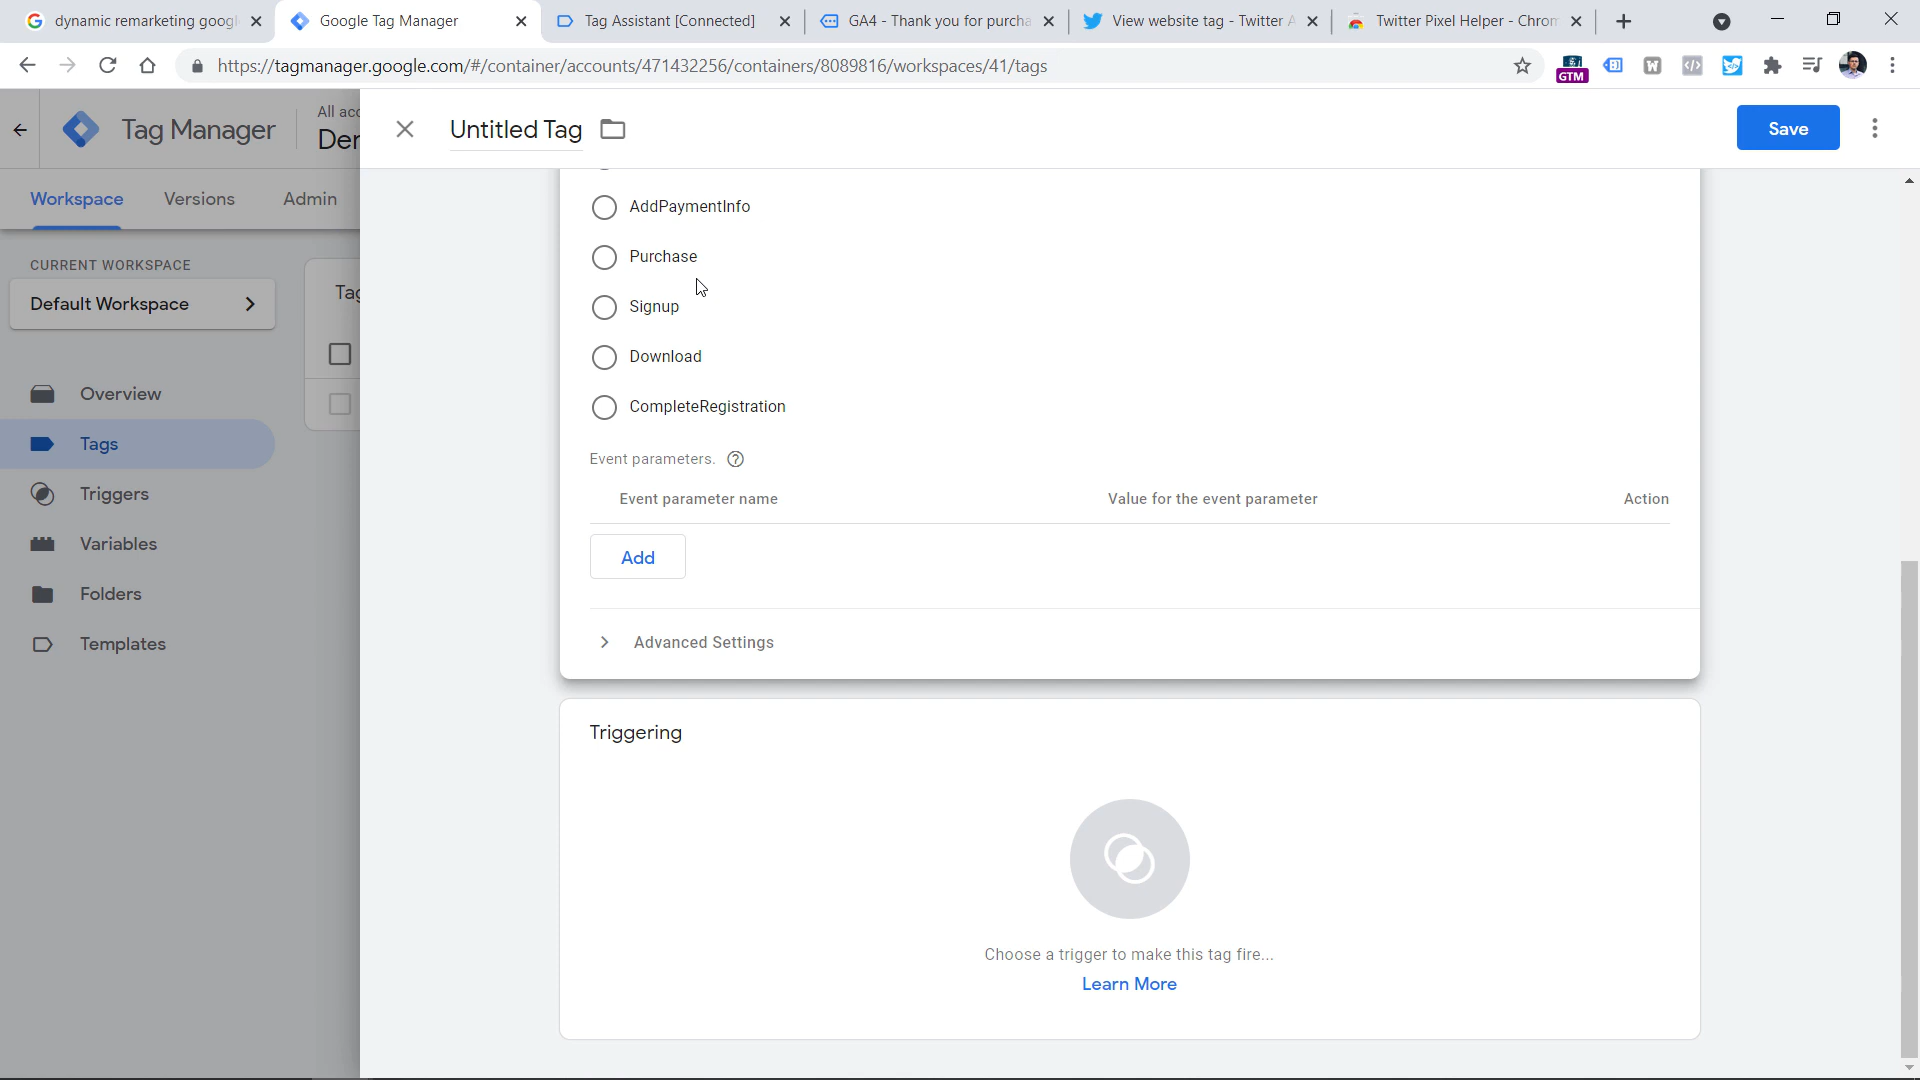 dynamic remarketing googl
Google Tag Manager
Tag Assistant [Connected]
GA4 - Thank you for purcha
View website tag - Twitter A
Twitter Pixel Helper - Chrom
https://tagmanager.google.com/#/container/accounts/471432256/containers/8089816/workspaces/41/tags
GTM
Tag Manager
All acc
Der
Untitled Tag
Save
Workspace
Versions
Admin
CURRENT WORKSPACE
Default Workspace
Tag
Overview
Tags
Triggers
Variables
Folders
Templates
AddPaymentInfo
Purchase
Signup
Download
CompleteRegistration
Event parameters.
Event parameter name
Value for the event parameter
Action
Add
Advanced Settings
Triggering
Choose a trigger to make this tag fire...
Learn More